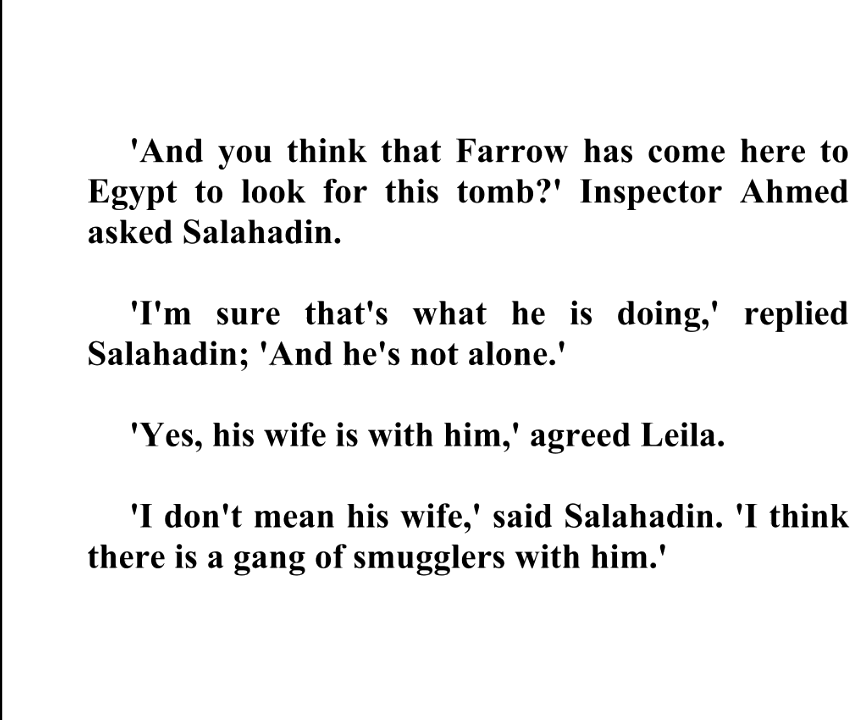 'And you think that Farrow has come here to
Egypt to look for this tomb?' Inspector Ahmed
asked Salahadin.
'I'm sure that's what he is doing,' replied
Salahadin; 'And he's not alone.'
'Yes, his wife is with him,' agreed Leila.
'I don't mean his wife,' said Salahadin. 'I think
there is a gang of smugglers with him.'